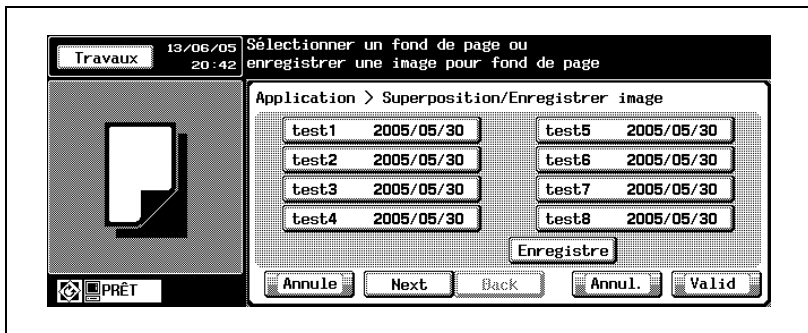 Travaux
13/06/05
20:42
Sélectionner un fond de page ou
enregistrer une image pour fond de page
Application > Superposition/Enregistrer image
test1 2005/05/30
test5 2005/05/30
test2 2005/05/30
test6 2005/05/30
test3 2005/05/30
test7 2005/05/30
test4 2005/05/30
test8 2005/05/30
Enregistre
Annule Next Back Annul. Valid
PRÊT